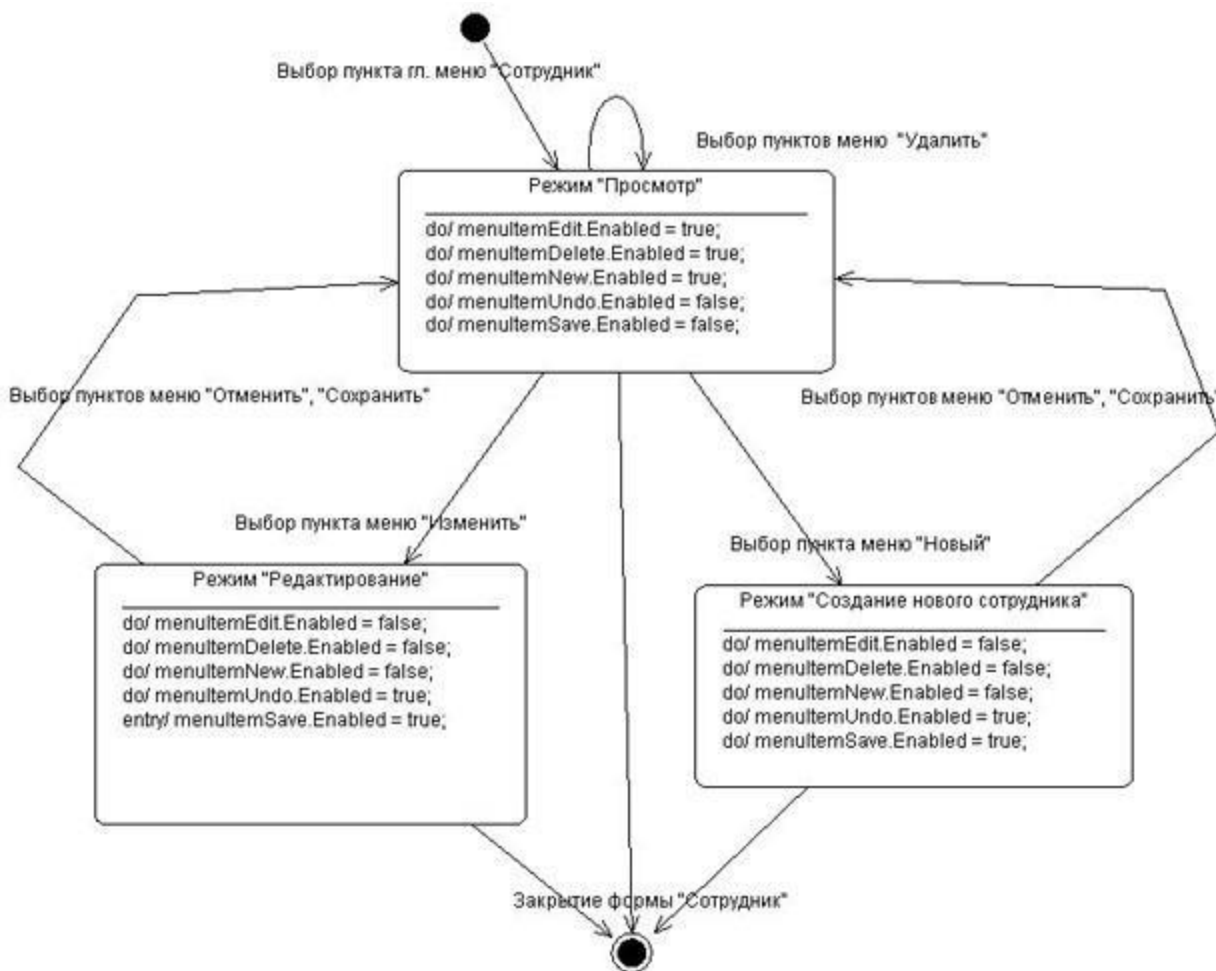 Выбор пункта гл. меню "Сотрудник"
Выбор пунктов меню "Удалить"
Режим "Просмотр"
do/ menuItemEdit.Enabled = true;
do/ menuItemDelete.Enabled = true;
do/ menuItemNew.Enabled = true;
do/ menuItemUndo.Enabled = false;
do/ menuItemSave.Enabled = false;
Выбор пунктов меню "Отменить", "Сохранить"
Выбор пунктов меню "Отменить", "Сохранить"
Выбор пункта меню "Изменить"
Выбор пункта меню "Новый"
Режим "Редактирование"
do/ menuItemEdit.Enabled = false;
do/ menuItemDelete.Enabled = false;
do/ menuItemNew.Enabled = false;
do/ menuItemUndo.Enabled = true;
entry/ menuItemSave.Enabled = true;
Режим "Создание нового сотрудника"
do/ menuItemEdit.Enabled = false;
do/ menuItemDelete.Enabled = false;
do/ menuItemNew.Enabled = false;
do/ menuItemUndo.Enabled = true;
do/ menuItemSave.Enabled = true;
Закрытие формы "Сотрудник"